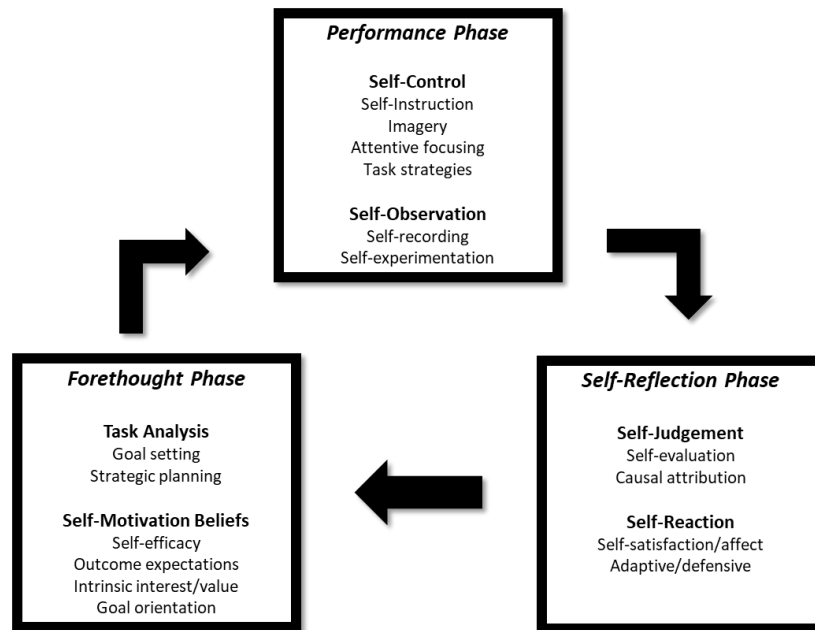 Performance Phase
Self-Control
Self-Instruction
Imagery
Attentive focusing
Task strategies
Self-Observation
Self-recording
Self-experimentation
Forethought Phase
Task Analysis
Goal setting
Strategic planning
Self-Motivation Beliefs
Self-efficacy
Outcome expectations
Intrinsic interest/value
Goal orientation
Self-Reflection Phase
Self-Judgement
Self-evaluation
Causal attribution
Self-Reaction
Self-satisfaction/affect
Adaptive/defensive